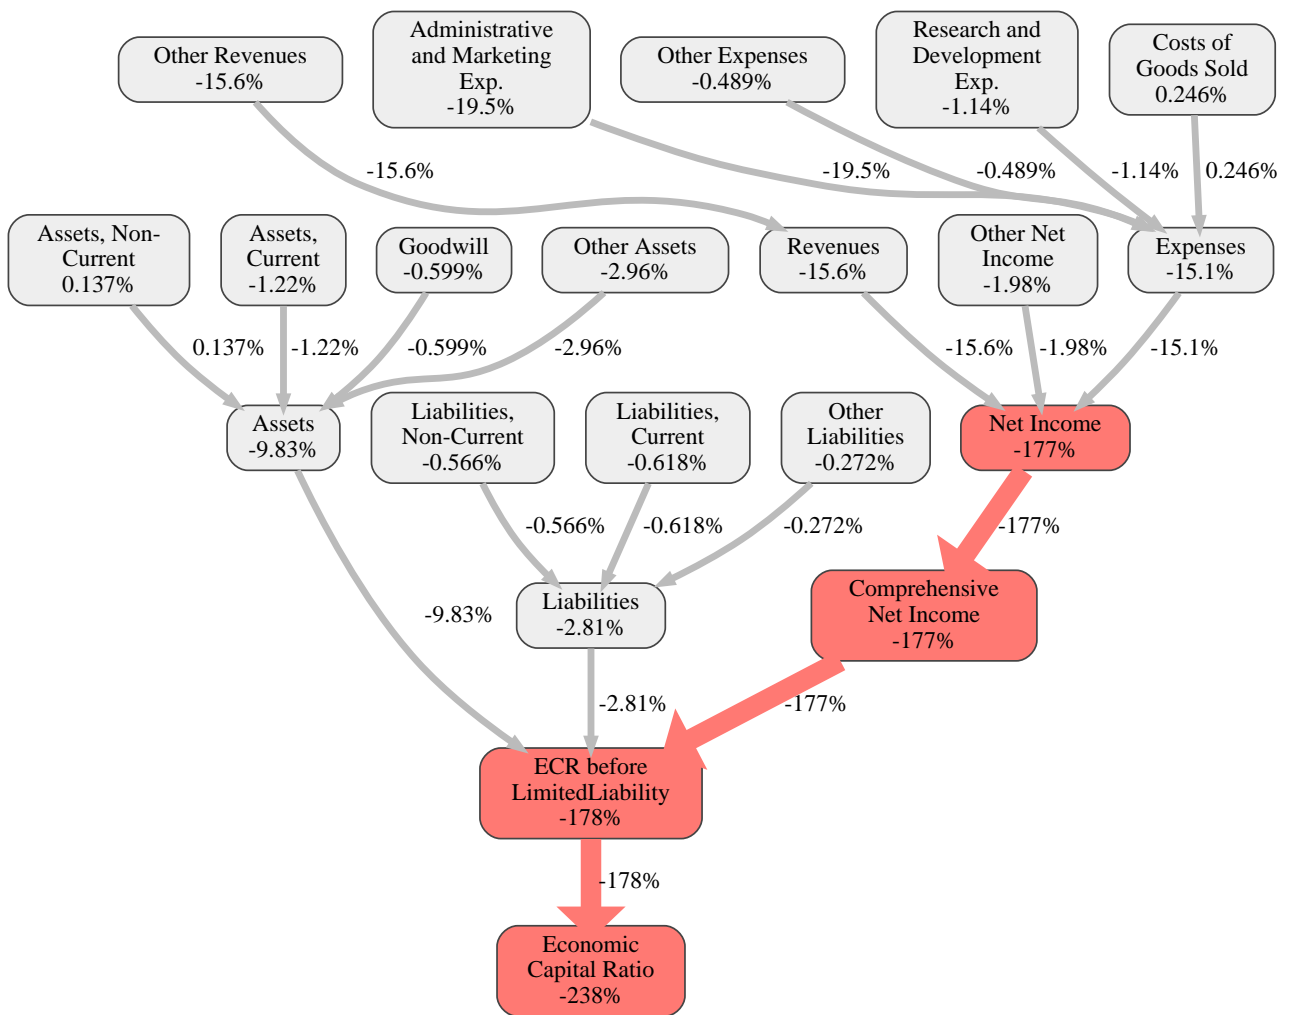 Other Revenues
-15.6%
Administrative
and Marketing
Exp.
-19.5%
Other Expenses
-0.489%
Research and
Development
Exp.
-1.14%
Costs of
Goods Sold
0.246%
-15.6%
-19.5%
-0.489%
-1.14%
0.246%
Assets, Non-
Current
0.137%
Assets,
Current
-1.22%
Goodwill
-0.599%
Other Assets
-2.96%
Revenues
-15.6%
Other Net
Income
-1.98%
Expenses
-15.1%
0.137%
-1.22%
-0.599%
-2.96%
-15.6%
-1.98%
-15.1%
Assets
-9.83%
Liabilities,
Non-Current
-0.566%
Liabilities,
Current
-0.618%
Other
Liabilities
-0.272%
Net Income
-177%
-0.566%
-0.618%
-0.272%
-177%
-9.83%
Liabilities
-2.81%
Comprehensive
Net Income
-177%
-2.81%
-177%
ECR before
LimitedLiability
-178%
-178%
Economic
Capital Ratio
-238%